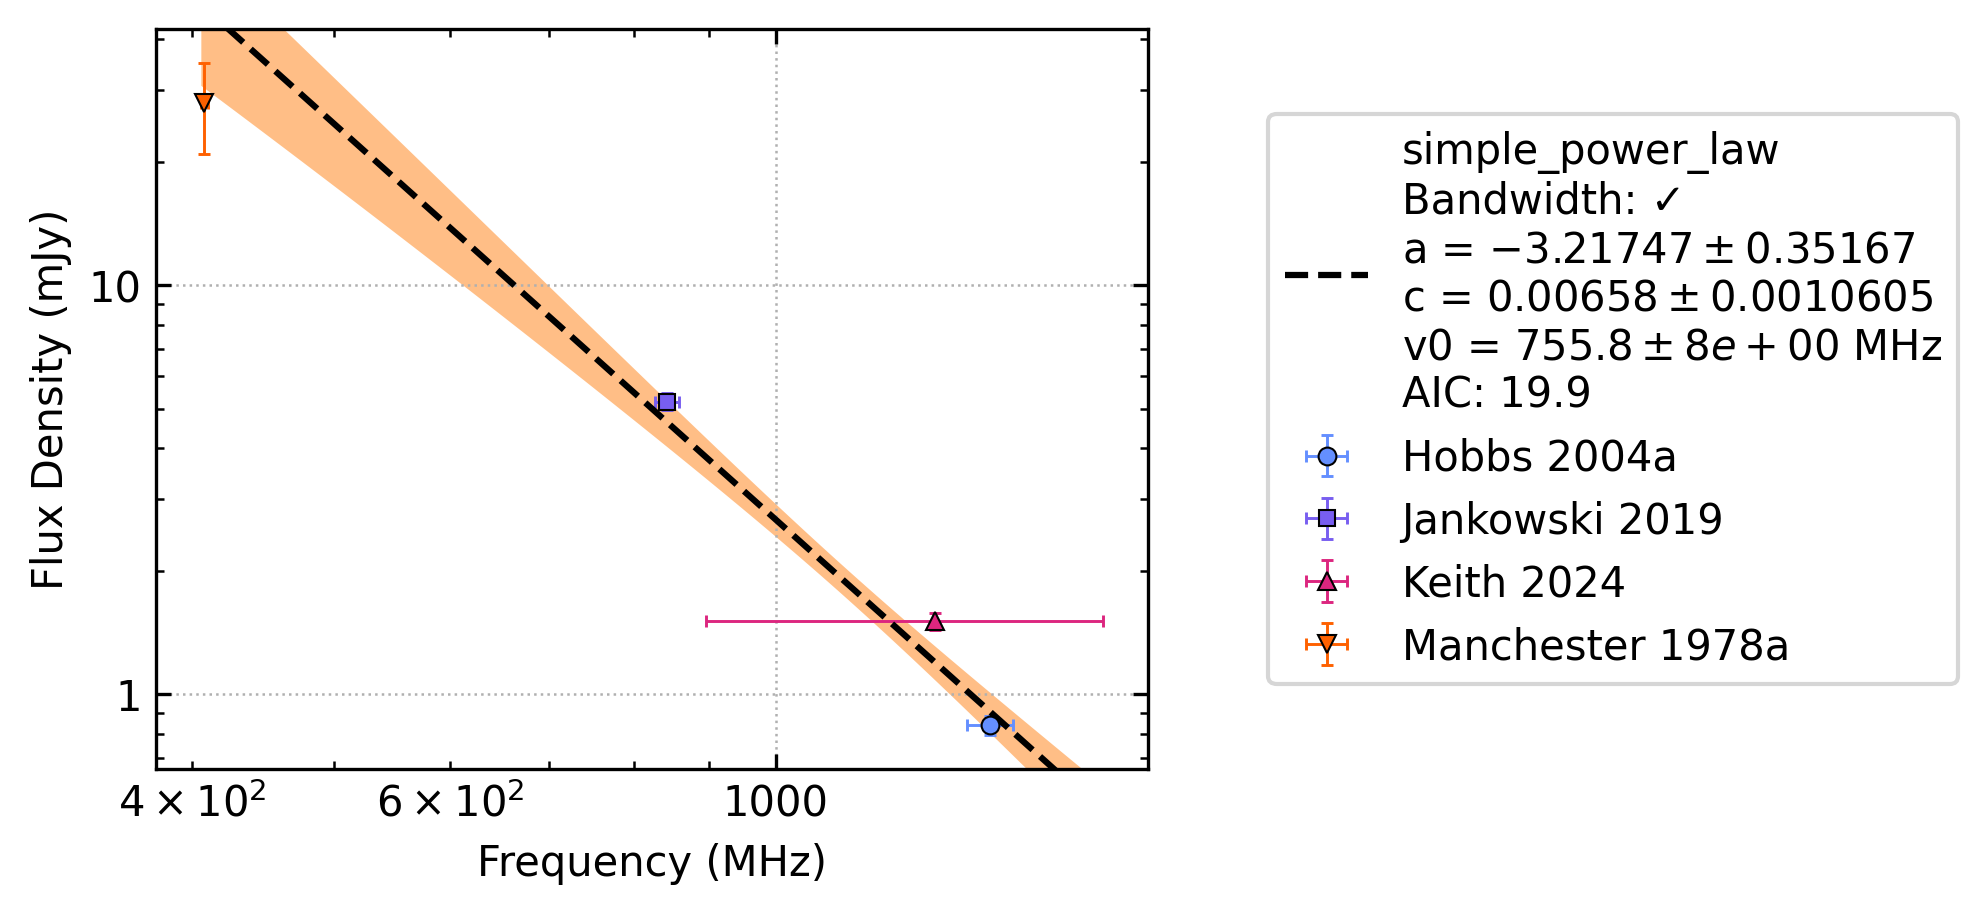 Flux Density (mJy)
10
1
4 × 10²
6 × 10²
1000
Frequency (MHz)
simple_power_law
Bandwidth: ✓
a = −3.21747 ± 0.35167
c = 0.00658 ± 0.0010605
v0 = 755.8 ± 8e + 00 MHz
AIC: 19.9
Hobbs 2004a
Jankowski 2019
Keith 2024
Manchester 1978a